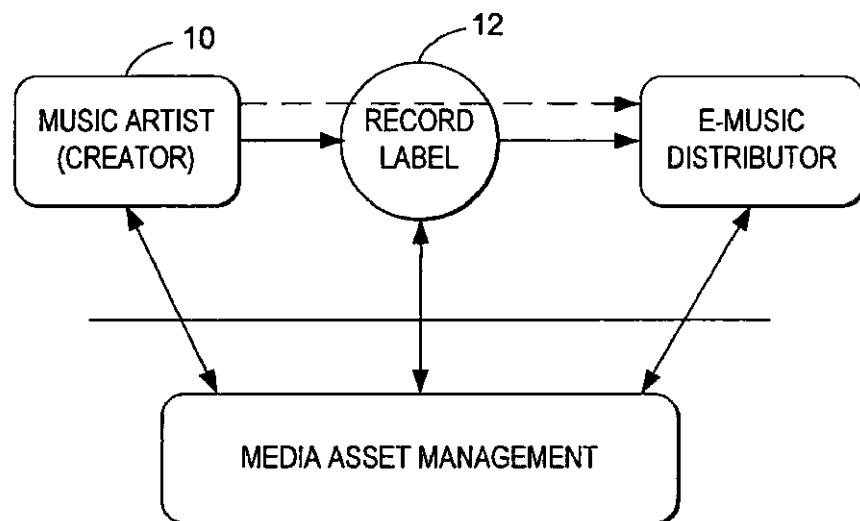 10
12
MUSIC ARTIST
(CREATOR)
RECORD
LABEL
E-MUSIC
DISTRIBUTOR
MEDIA ASSET MANAGEMENT